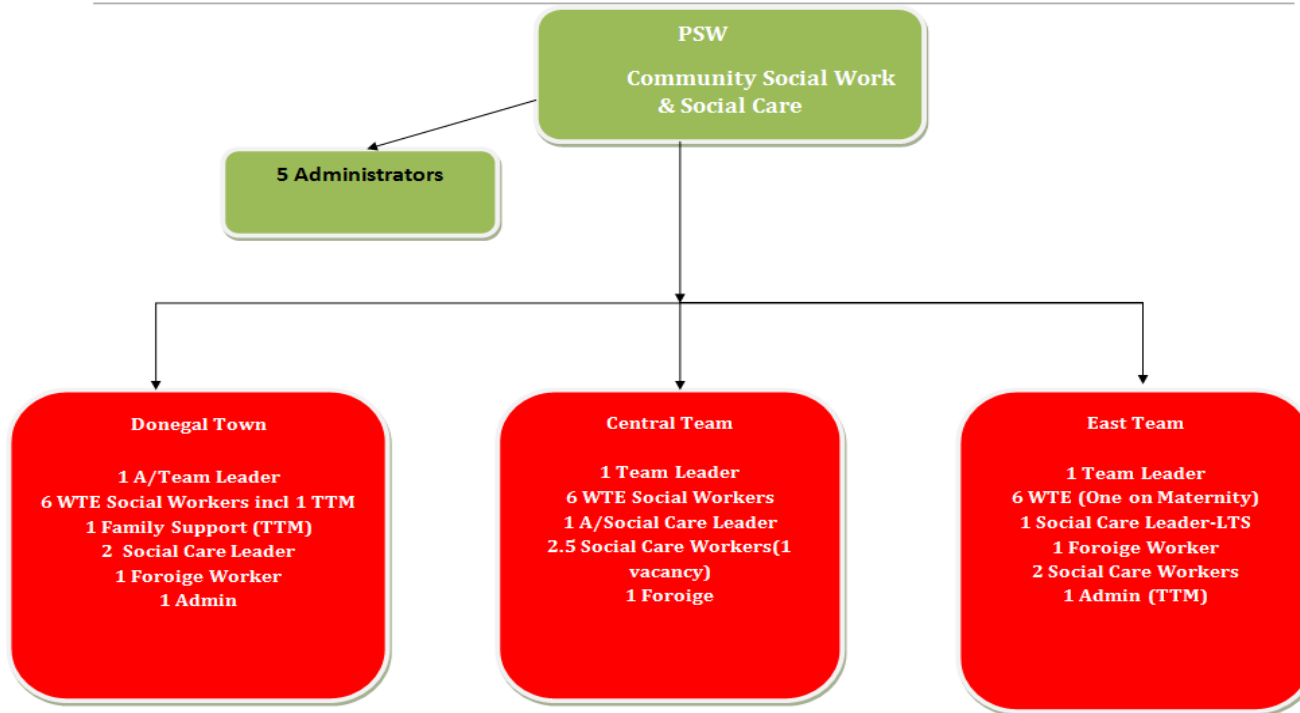 PSW
Community Social Work
& Social Care
5 Administrators
Donegal Town
1 A/Team Leader
6 WTE Social Workers incl 1 TTM
1 Family Support (TTM)
2 Social Care Leader
1 Foroige Worker
1 Admin
Central Team
1 Team Leader
6 WTE Social Workers
1 A/Social Care Leader
2.5 Social Care Workers(1
vacancy)
1 Foroige
East Team
1 Team Leader
6 WTE (One on Maternity)
1 Social Care Leader-LTS
1 Foroige Worker
2 Social Care Workers
1 Admin (TTM)